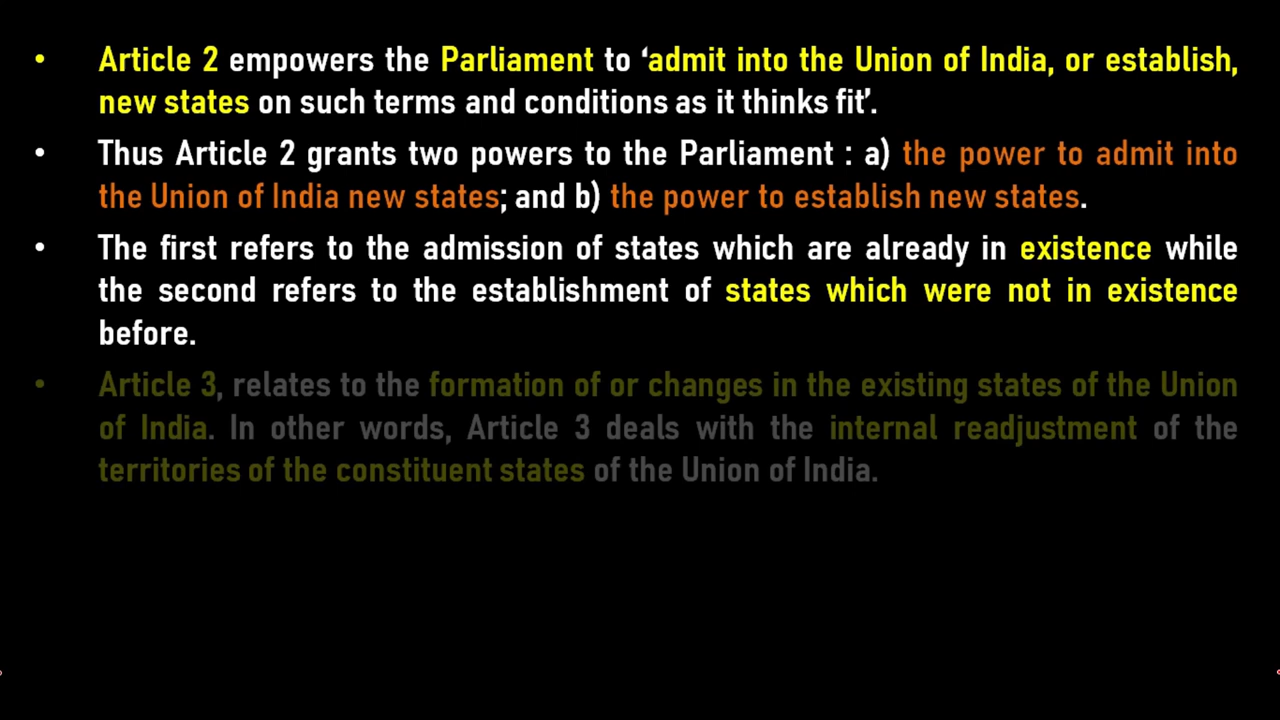 • Article 2 empowers the Parliament to ‘admit into the Union of India, or establish,
new states on such terms and conditions as it thinks fit’.
• Thus Article 2 grants two powers to the Parliament : a) the power to admit into
the Union of India new states; and b) the power to establish new states.
• The first refers to the admission of states which are already in existence while
the second refers to the establishment of states which were not in existence
before.
• Article 3, relates to the formation of or changes in the existing states of the Union
of India. In other words, Article 3 deals with the internal readjustment of the
territories of the constituent states of the Union of India.